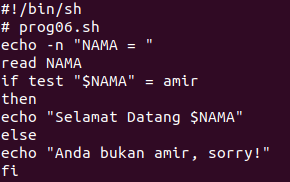 #!/bin/sh
# prog06.sh
echo -n "NAMA = "
read NAMA
if test "$NAMA" = amir
then
echo "Selamat Datang $NAMA"
else
echo "Anda bukan amir, sorry!"
fi